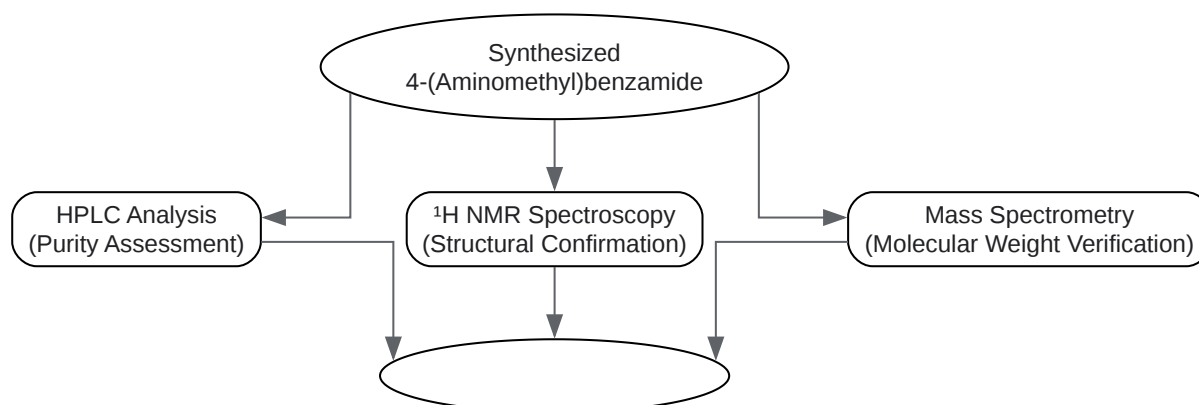 Synthesized
4-(Aminomethyl)benzamide
HPLC Analysis
(Purity Assessment)
¹H NMR Spectroscopy
(Structural Confirmation)
Mass Spectrometry
(Molecular Weight Verification)